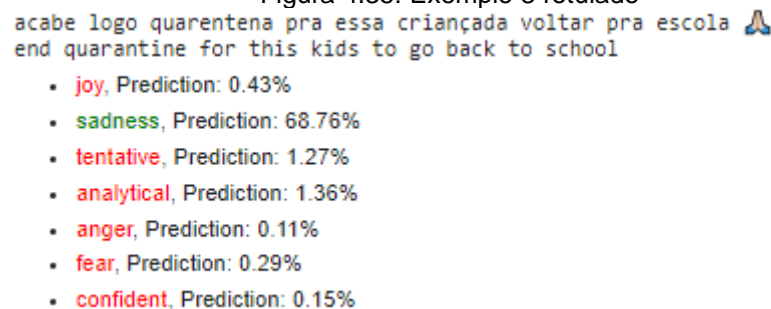 acabe logo quarentena pra essa criançada voltar pra escola 🙏
end quarantine for this kids to go back to school
• joy, Prediction: 0.43%
• sadness, Prediction: 68.76%
• tentative, Prediction: 1.27%
• analytical, Prediction: 1.36%
• anger, Prediction: 0.11%
• fear, Prediction: 0.29%
• confident, Prediction: 0.15%